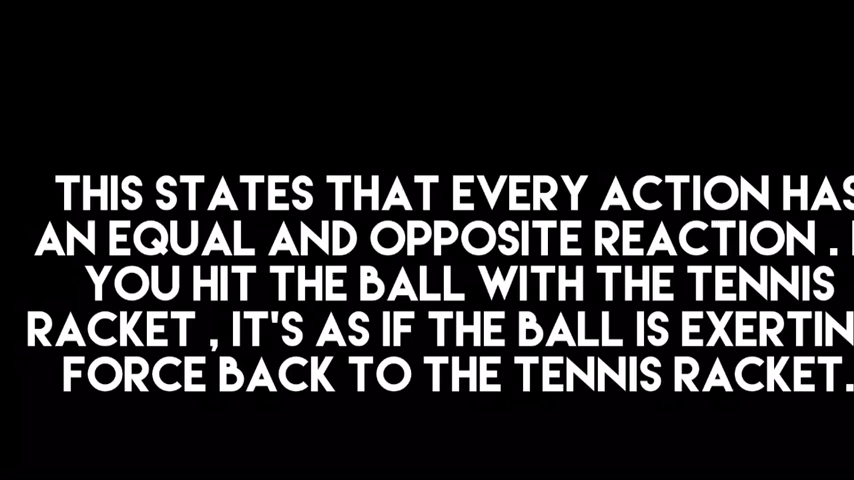 THIS STATES THAT EVERY ACTION HAS
AN EQUAL AND OPPOSITE REACTION .
YOU HIT THE BALL WITH THE TENNIS
RACKET , IT'S AS IF THE BALL IS EXERTIN
FORCE BACK TO THE TENNIS RACKET.